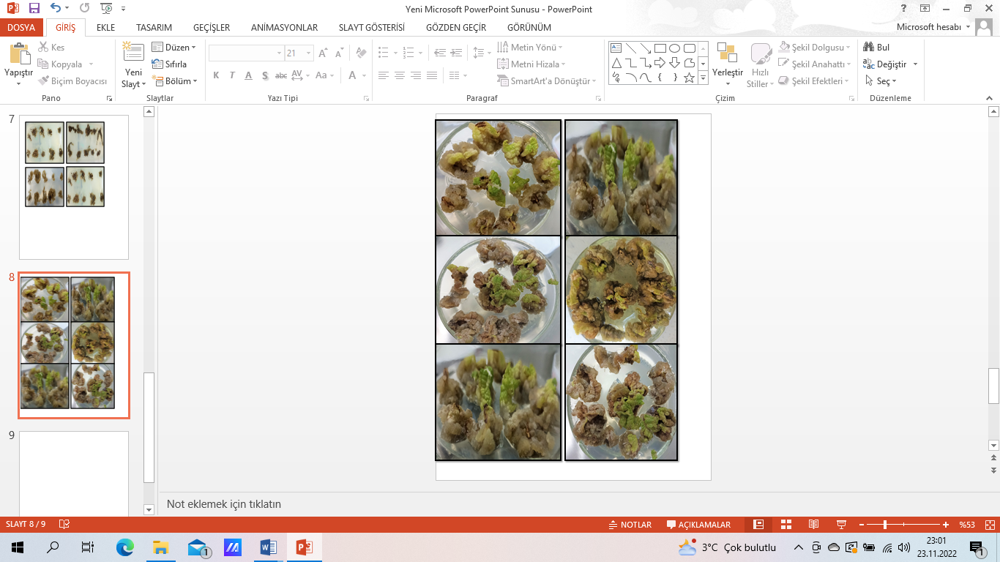 Yeni Microsoft PowerPoint Sunusu - PowerPoint
DOSYA GİRİŞ EKLE TASARIM GEÇİŞLER ANİMASYONLAR SLAYT GÖSTERİSİ GÖZDEN GEÇİR GÖRÜNÜM Microsoft hesabı
Yapıştır
Kes
Kopyala
Biçim Boyacısı
Pano
Yeni
Slayt
Düzen
Sıfırla
Bölüm
Slaytlar
21
K T A S abc AV Aa A
Yazı Tipi
Metin Yönü
Metni Hizala
SmartArt'a Dönüştür
Paragraf
Yerleştir
Hızlı
Stiller
Şekil Dolgusu
Şekil Anahattı
Şekil Efektleri
Çizim
Bul
Değiştir
Seç
Düzenleme
7
8
9
Not eklemek için tıklatın
SLAYT 8 / 9 NOTLAR AÇIKLAMALAR %53
1
3°C Çok bulutlu
23:01
23.11.2022
1